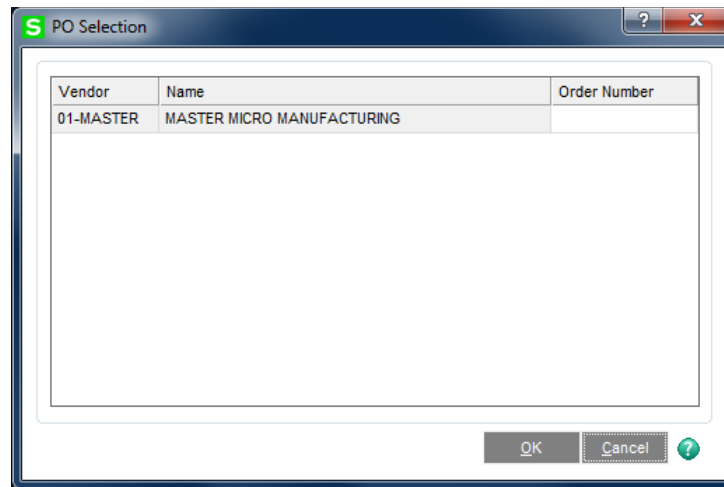 S PO Selection
? X
Vendor Name Order Number
01-MASTER MASTER MICRO MANUFACTURING
OK Cancel ?